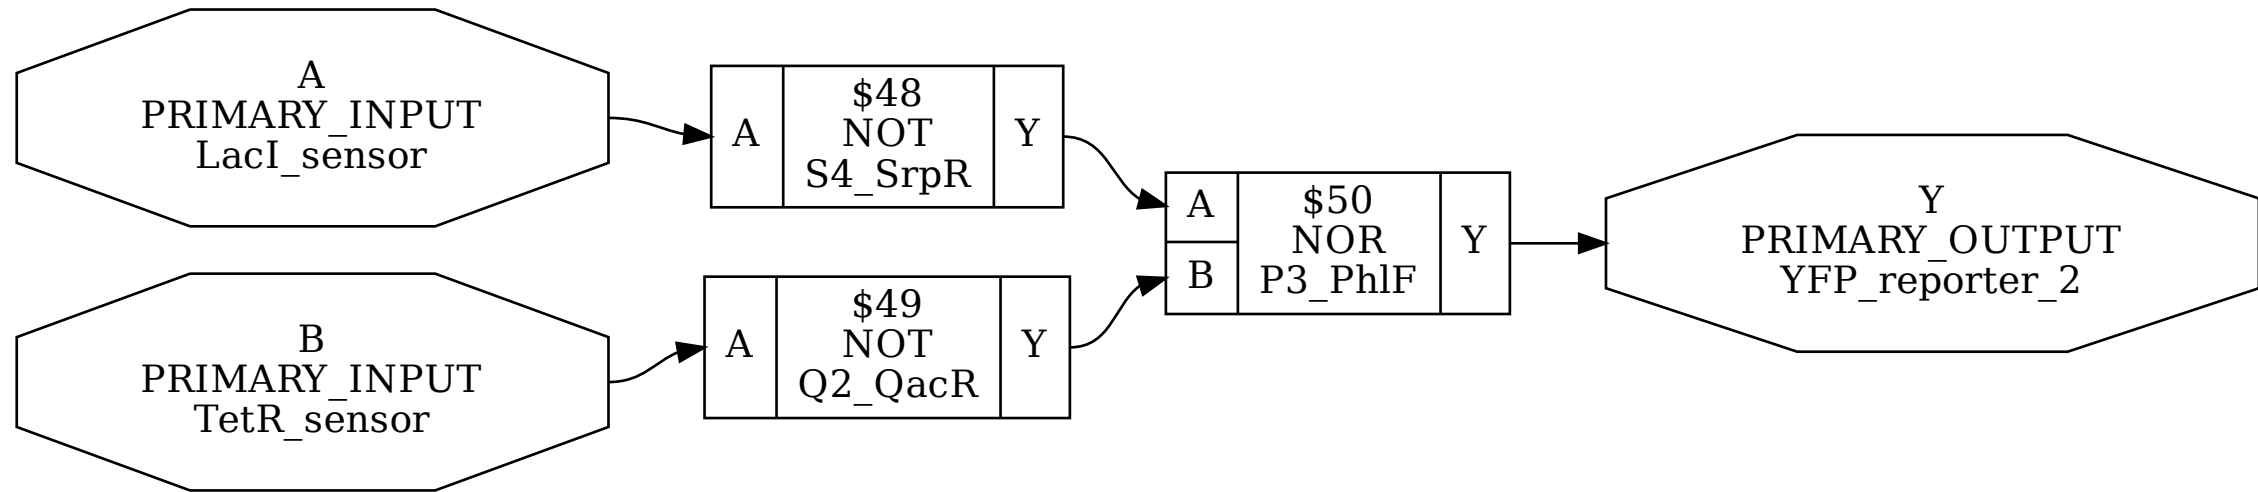 A
PRIMARY_INPUT
LacI_sensor
B
PRIMARY_INPUT
TetR_sensor
A
$48
NOT
S4_SrpR
Y
A
$49
NOT
Q2_QacR
Y
A
B
$50
NOR
P3_PhlF
Y
Y
PRIMARY_OUTPUT
YFP_reporter_2